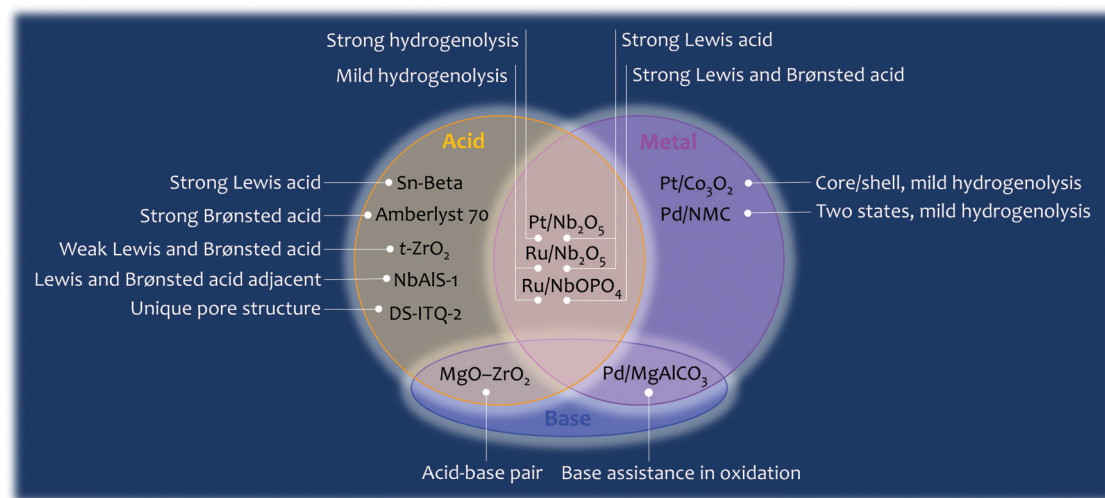 Strong hydrogenolysis
Strong Lewis acid
Mild hydrogenolysis
Strong Lewis and Brønsted acid
Acid
Metal
Strong Lewis acid
Sn-Beta
Pt/Co₃O₂
Core/shell, mild hydrogenolysis
Strong Brønsted acid
Amberlyst 70
Pt/Nb₂O₅
Pd/NMC
Two states, mild hydrogenolysis
Weak Lewis and Brønsted acid
t-ZrO₂
Ru/Nb₂O₅
Lewis and Brønsted acid adjacent
NbAlS-1
Ru/NbOPO₄
Unique pore structure
DS-ITQ-2
MgO–ZrO₂
Pd/MgAlCO₃
Base
Acid-base pair
Base assistance in oxidation